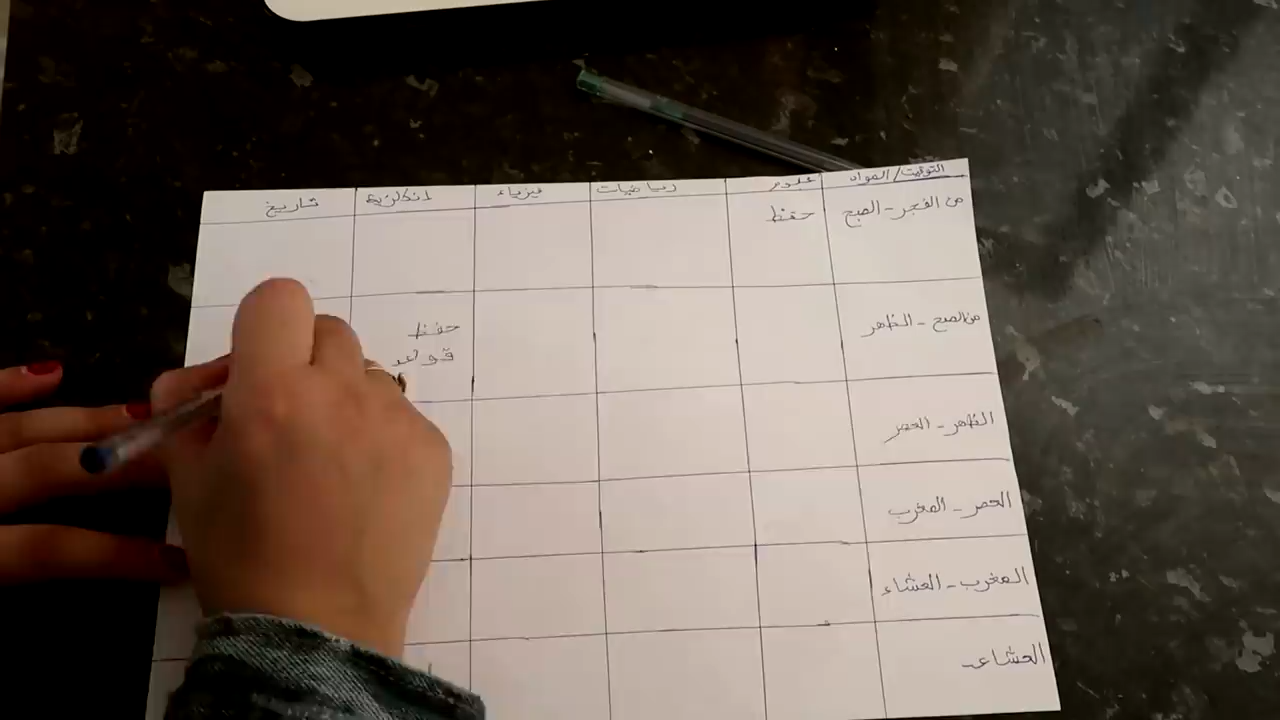 التوقيت/المواد علوم رياضيات فيزياء انكلزية تاريخ
من الفجر - الصبح حفظ
من الصبح - الظهر حفظ
قواعد
الظهر - العصر
العصر - المغرب
المغرب - العشاء
العشاء